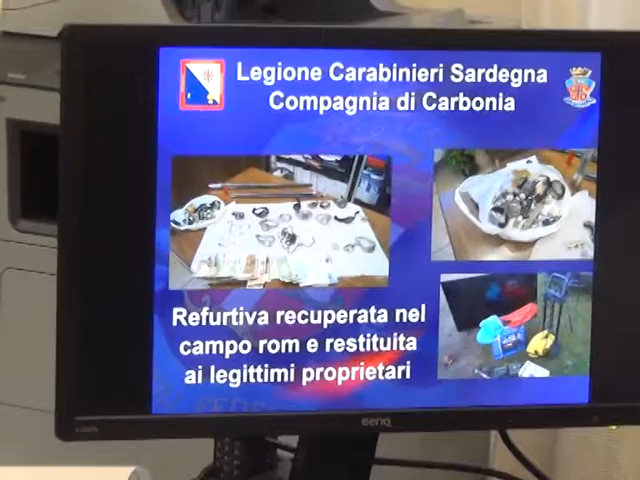 Legione Carabinieri Sardegna
Compagnia di Carbonia
Refurtiva recuperata nel
campo rom e restituita
ai legittimi proprietari
BenQ